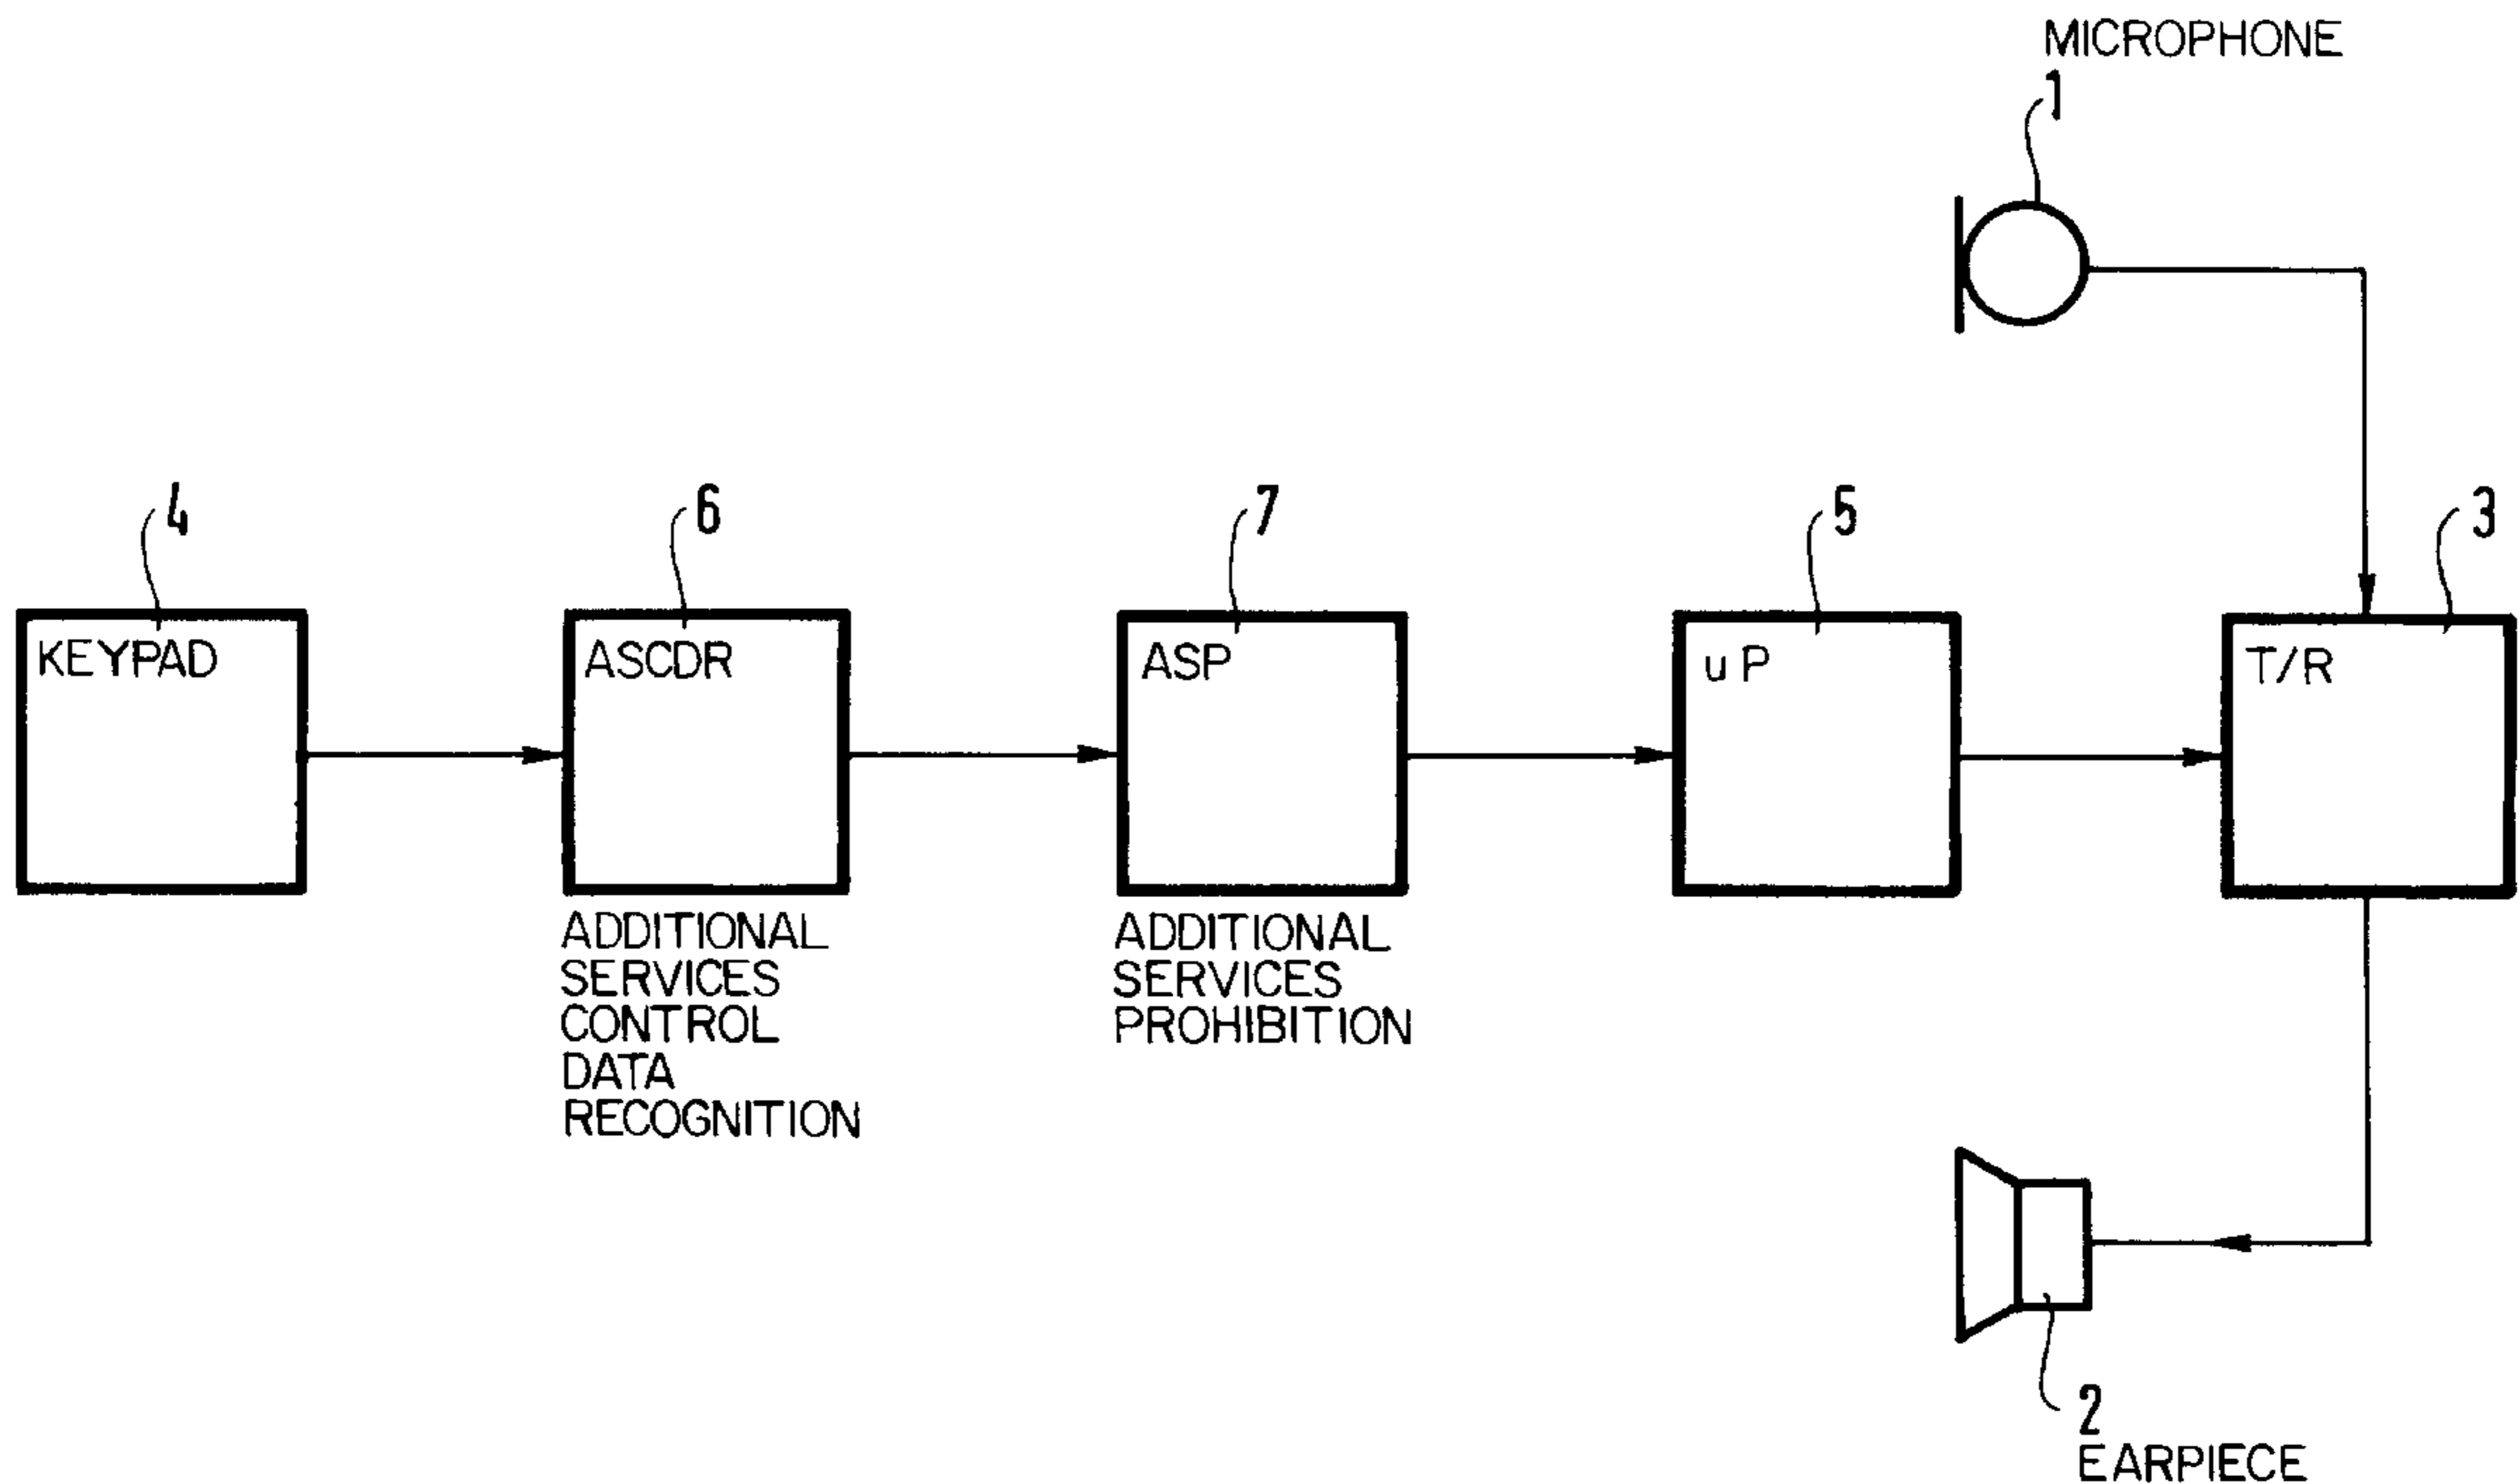 MICROPHONE
1
4
6
7
5
3
KEYPAD
ASCDR
ASP
uP
T/R
ADDITIONAL
SERVICES
CONTROL
DATA
RECOGNITION
ADDITIONAL
SERVICES
PROHIBITION
2
EARPIECE